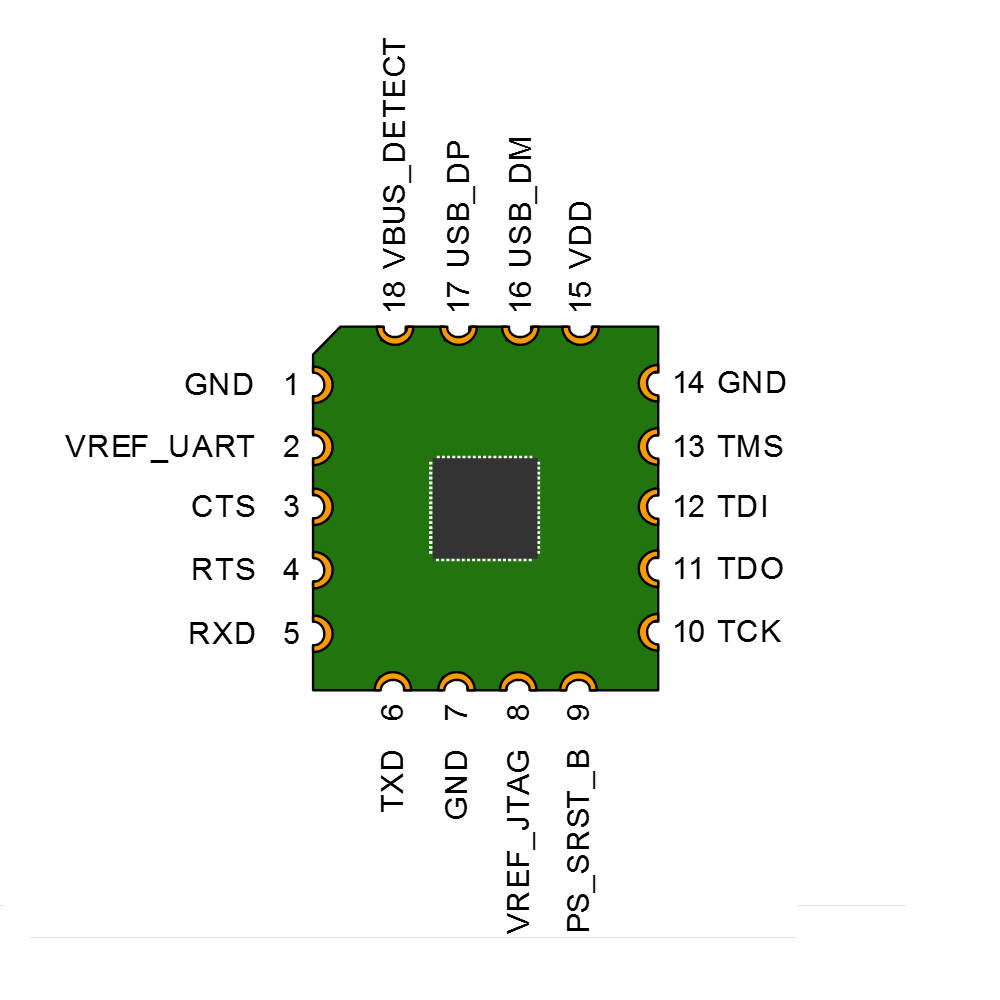 18 VBUS_DETECT
17 USB_DP
16 USB_DM
15 VDD
GND 1
VREF_UART 2
CTS 3
RTS 4
RXD 5
14 GND
13 TMS
12 TDI
11 TDO
10 TCK
TXD 6
GND 7
VREF_JTAG 8
PS_SRST_B 9